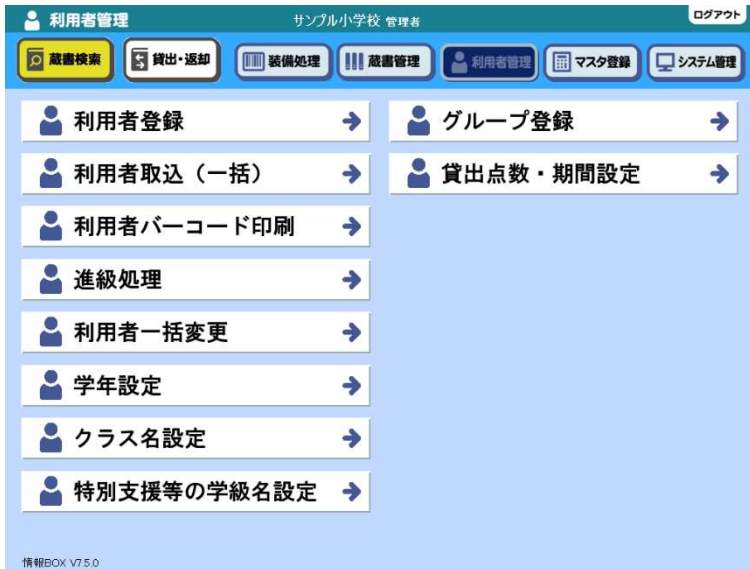 利用者管理 サンプル小学校 管理者 ログアウト
蔵書検索 貸出・返却 装備処理 蔵書管理 利用者管理 マスタ登録 システム管理
利用者登録 グループ登録
利用者取込（一括） 貸出点数・期間設定
利用者バーコード印刷
進級処理
利用者一括変更
学年設定
クラス名設定
特別支援等の学級名設定
情報BOX V7.5.0